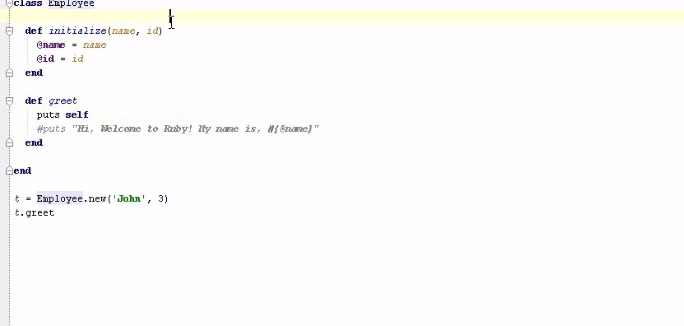 class Employee
def initialize(name, id)
@name = name
@id = id
end
def greet
puts self
#puts "Hi, Welcome to Ruby! My name is, #{@name}"
end
end
t = Employee.new('John', 3)
t.greet